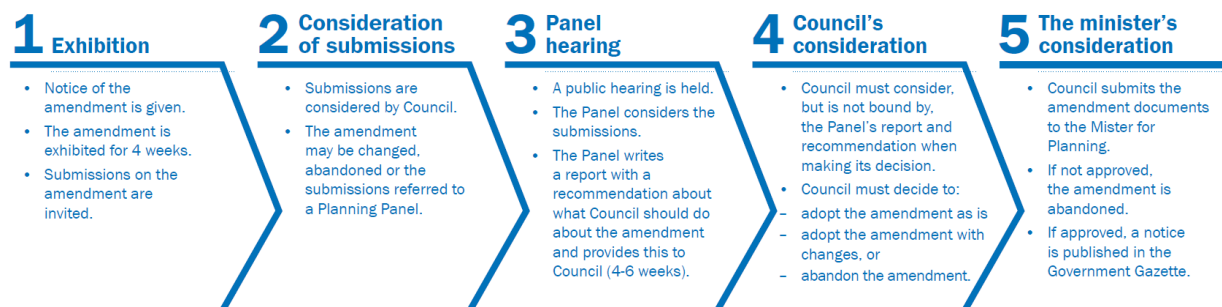 1 Exhibition
• Notice of the
amendment is given.
• The amendment is
exhibited for 4 weeks.
• Submissions on the
amendment are
invited.
2 Consideration
of submissions
• Submissions are
considered by Council.
• The amendment
may be changed,
abandoned or the
submissions referred to
a Planning Panel.
3 Panel
hearing
• A public hearing is held.
• The Panel considers the
submissions.
• The Panel writes
a report with a
recommendation about
what Council should do
about the amendment
and provides this to
Council (4-6 weeks).
4 Council's
consideration
• Council must consider,
but is not bound by,
the Panel's report and
recommendation when
making its decision.
• Council must decide to:
– adopt the amendment as is
– adopt the amendment with
changes, or
– abandon the amendment.
5 The minister's
consideration
• Council submits the
amendment documents
to the Mister for
Planning.
• If not approved,
the amendment is
abandoned.
• If approved, a notice
is published in the
Government Gazette.